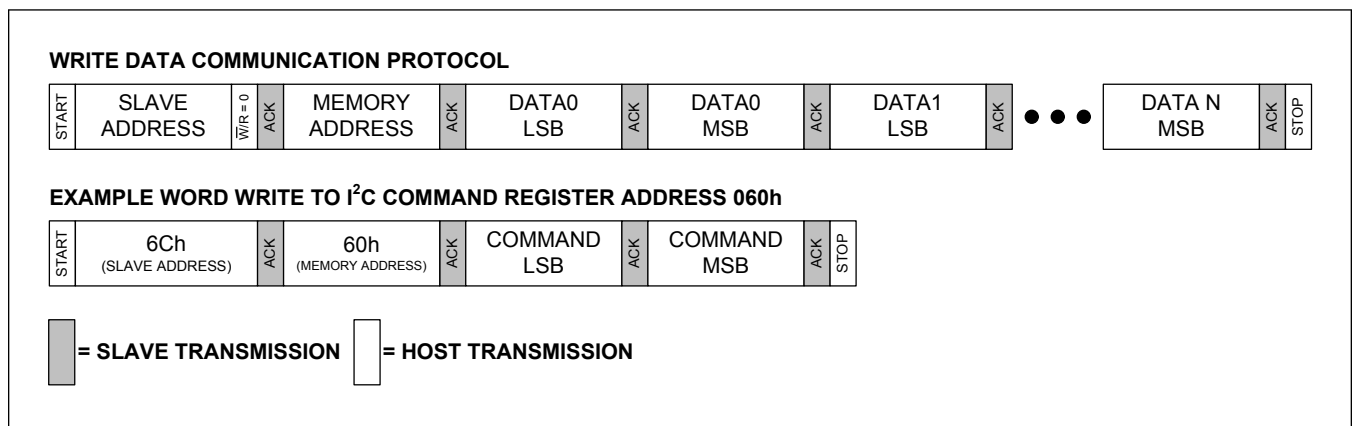 WRITE DATA COMMUNICATION PROTOCOL
START
SLAVE
ADDRESS
W̅/R = 0
ACK
MEMORY
ADDRESS
ACK
DATA0
LSB
ACK
DATA0
MSB
ACK
DATA1
LSB
ACK
● ● ●
DATA N
MSB
ACK
STOP
EXAMPLE WORD WRITE TO I²C COMMAND REGISTER ADDRESS 060h
START
6Ch
(SLAVE ADDRESS)
ACK
60h
(MEMORY ADDRESS)
ACK
COMMAND
LSB
ACK
COMMAND
MSB
ACK
STOP
= SLAVE TRANSMISSION
= HOST TRANSMISSION